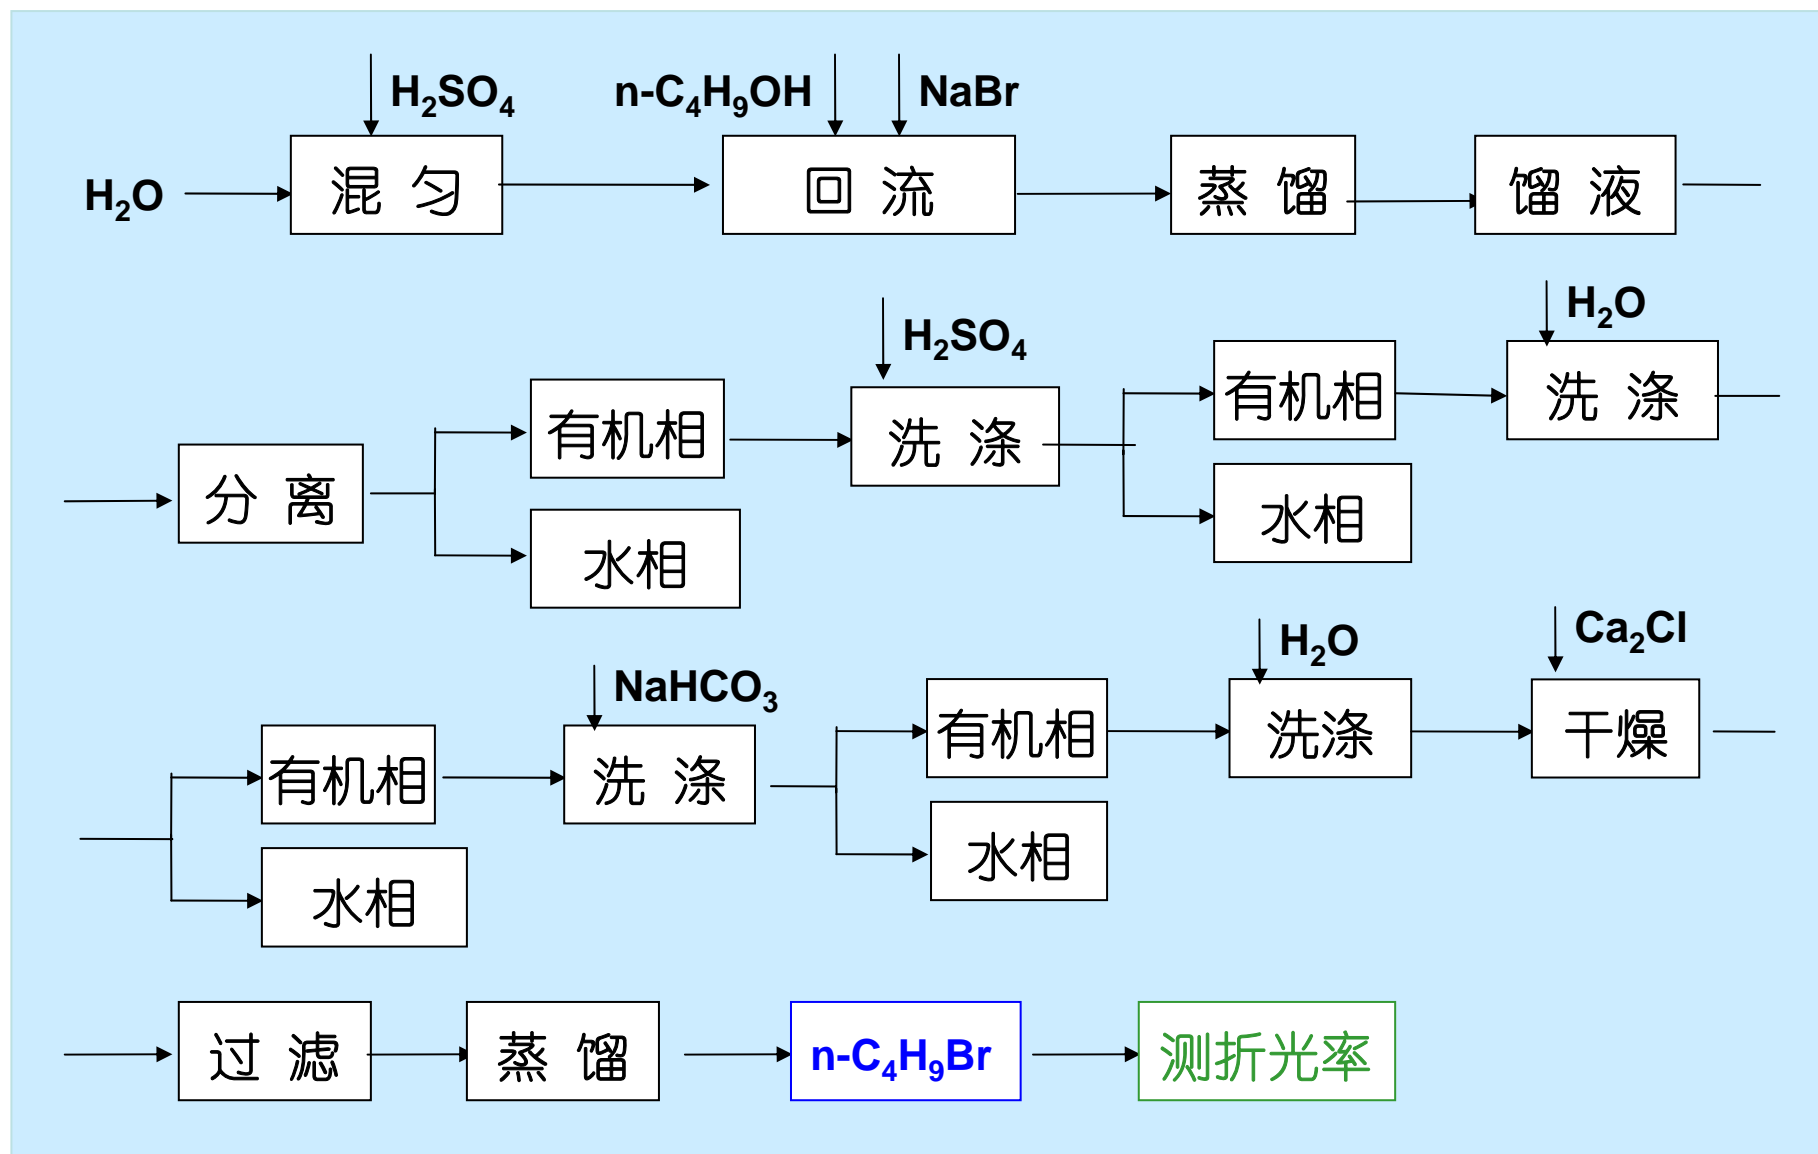 H₂SO₄ n-C₄H₉OH NaBr
H₂O 混 匀 回 流 蒸 馏 馏 液
H₂SO₄ H₂O
有机相 洗 涤 有机相 洗 涤
分 离
水相 水相
NaHCO₃ H₂O Ca₂Cl
有机相 洗 涤 有机相 洗涤 干燥
水相 水相
过 滤 蒸 馏 n-C₄H₉Br 测折光率